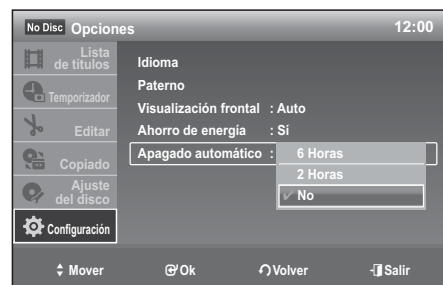 No Disc Opciones 12:00
Lista
de títulos
Temporizador
Editar
Copiado
Ajuste
del disco
Configuración
Idioma
Paterno
Visualización frontal : Auto
Ahorro de energía : Sí
Apagado automático :
6 Horas
2 Horas
✔ No
Mover Ok Volver Salir